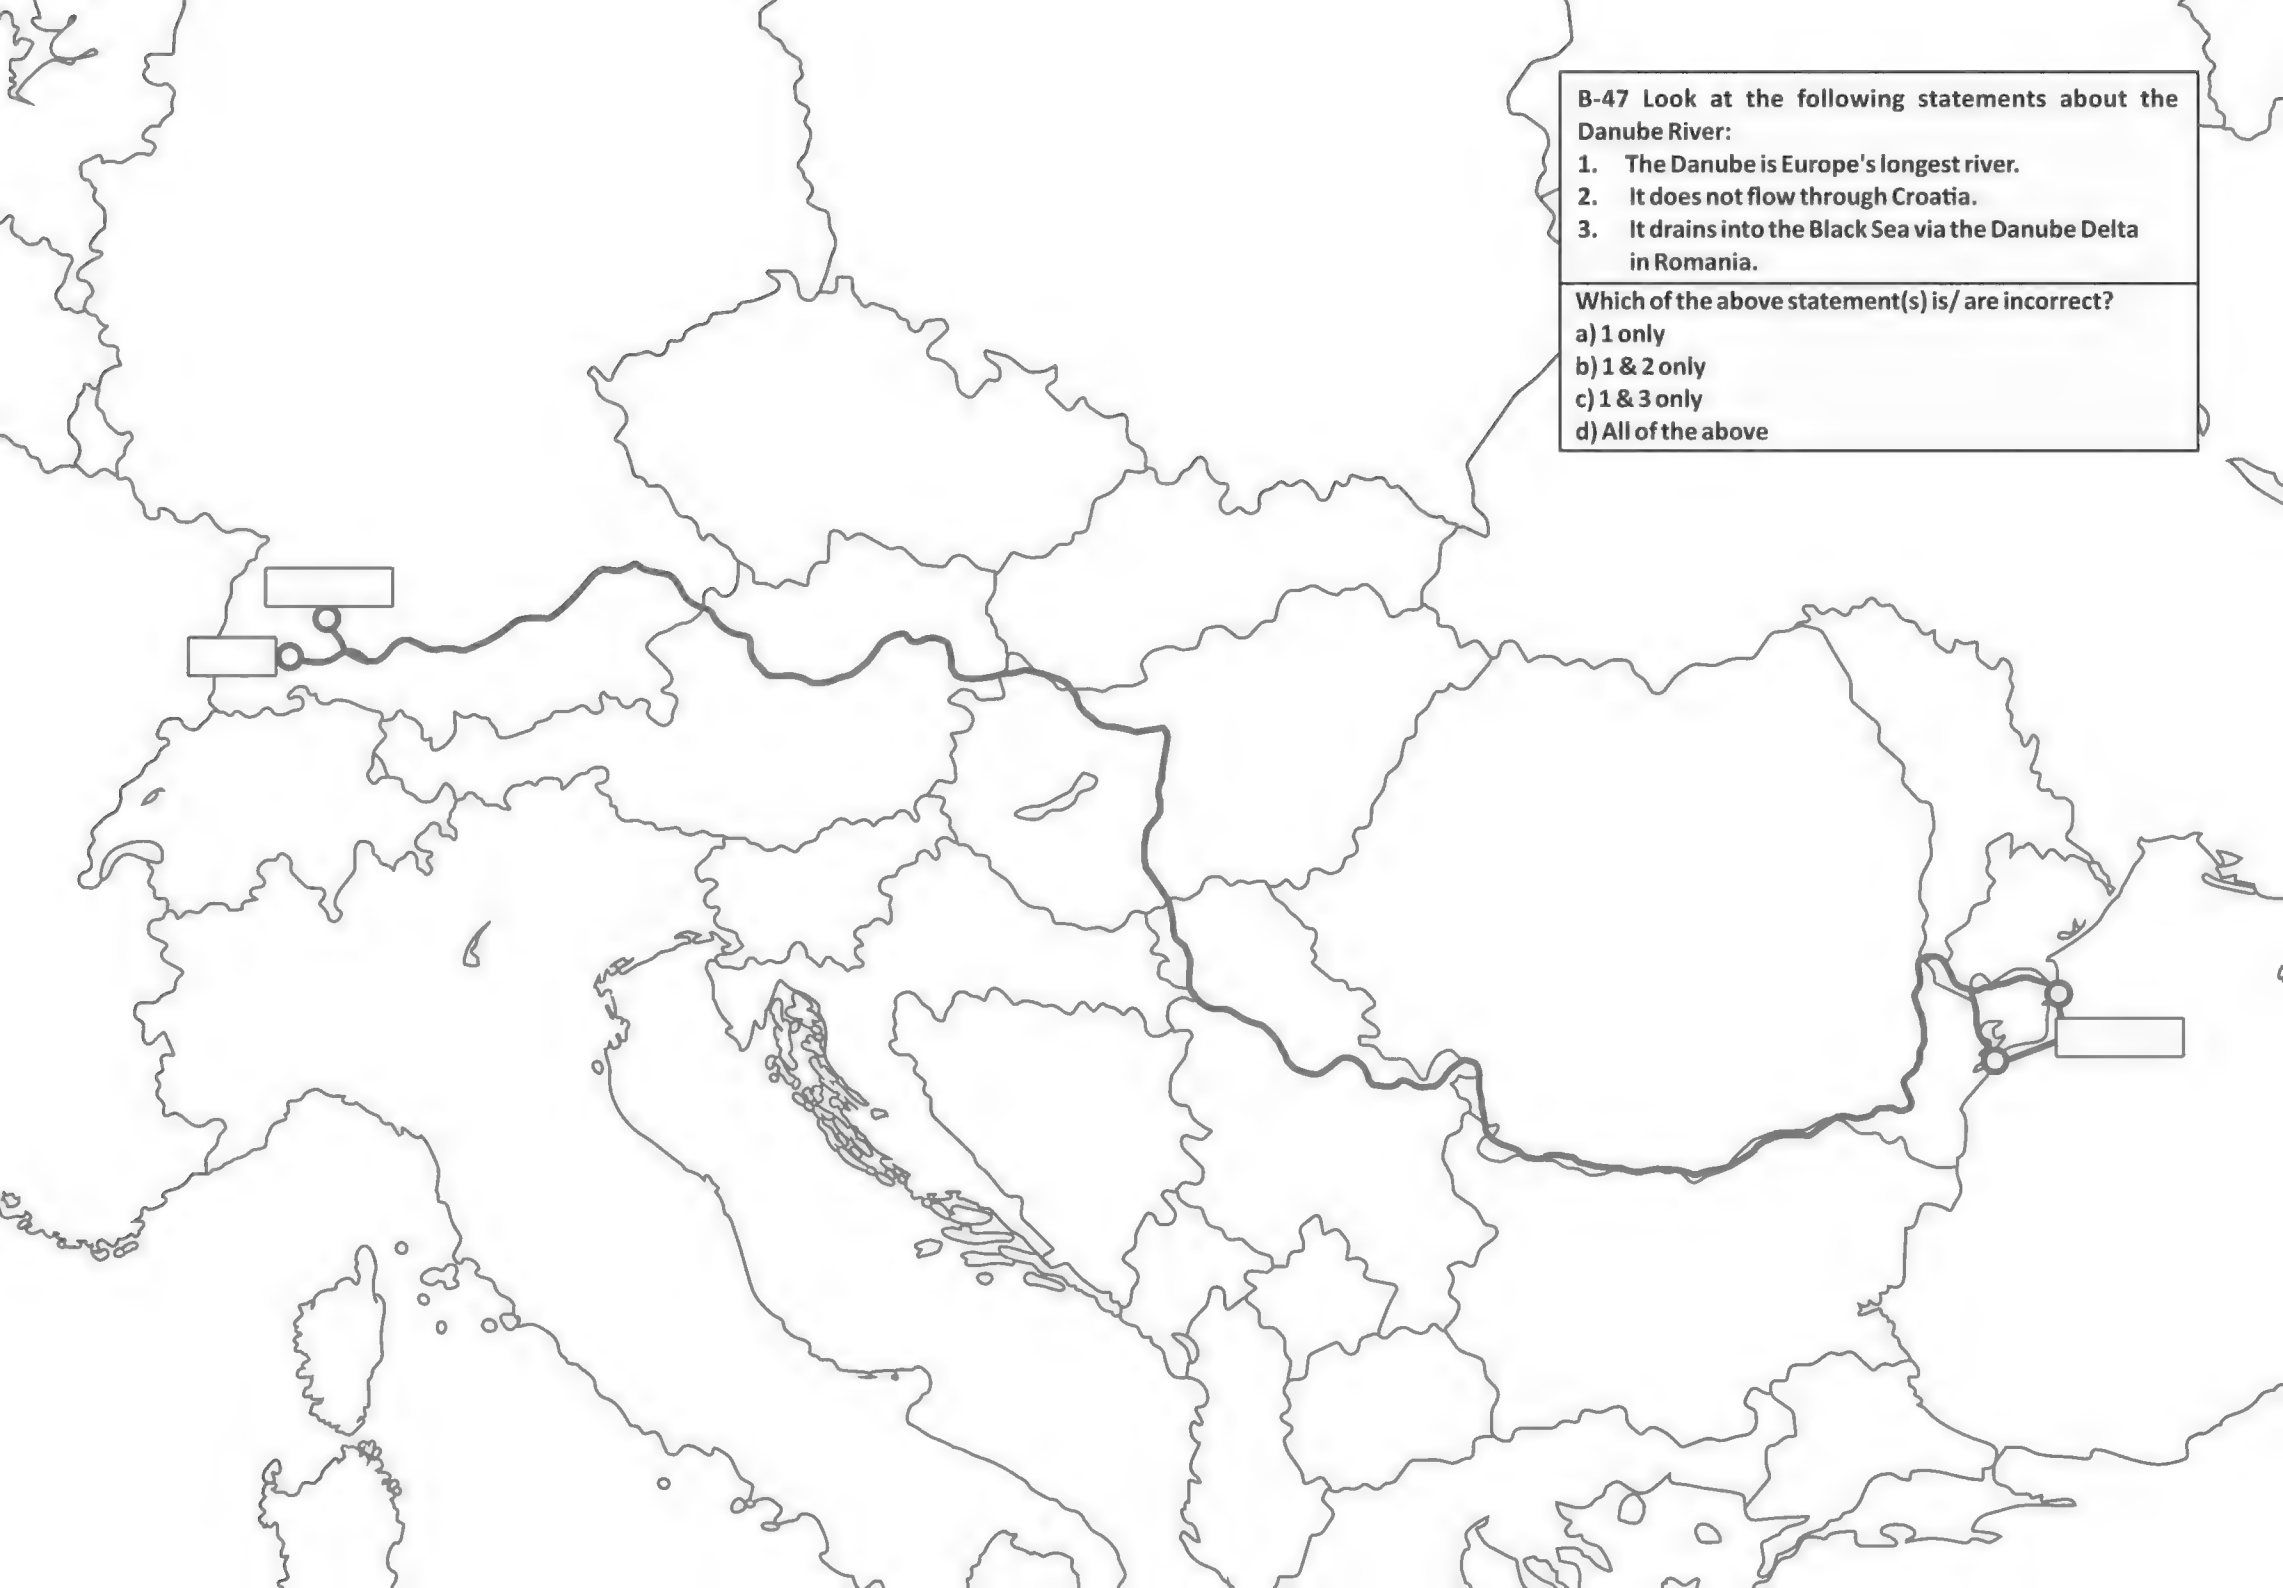 B-47 Look at the following statements about the
Danube River:
1. The Danube is Europe's longest river.
2. It does not flow through Croatia.
3. It drains into the Black Sea via the Danube Delta
in Romania.
Which of the above statement(s) is/ are incorrect?
a) 1 only
b) 1 & 2 only
c) 1 & 3 only
d) All of the above